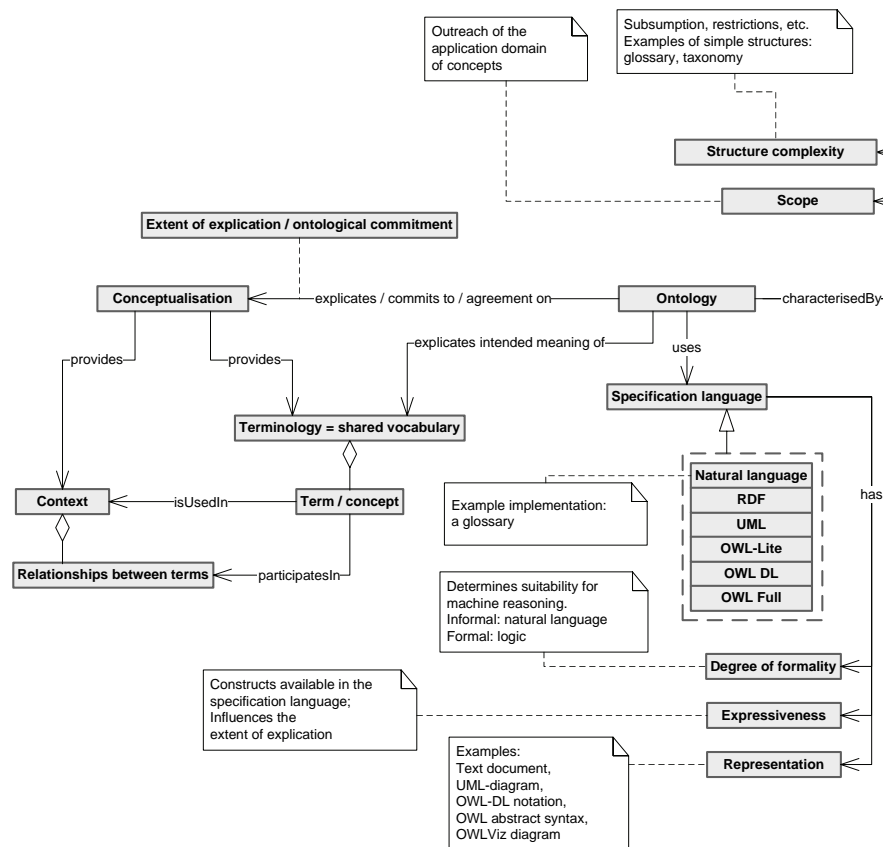 Outreach of the
application domain
of concepts
Subsumption, restrictions, etc.
Examples of simple structures:
glossary, taxonomy
Structure complexity
Scope
Extent of explication / ontological commitment
Conceptualisation
explicates / commits to / agreement on
Ontology
characterisedBy
provides
provides
explicates intended meaning of
uses
Specification language
Terminology = shared vocabulary
Natural language
RDF
UML
OWL-Lite
OWL DL
OWL Full
has
Example implementation:
a glossary
Context
isUsedIn
Term / concept
Relationships between terms
participatesIn
Determines suitability for
machine reasoning.
Informal: natural language
Formal: logic
Degree of formality
Constructs available in the
specification language;
Influences the
extent of explication
Expressiveness
Examples:
Text document,
UML-diagram,
OWL-DL notation,
OWL abstract syntax,
OWLViz diagram
Representation